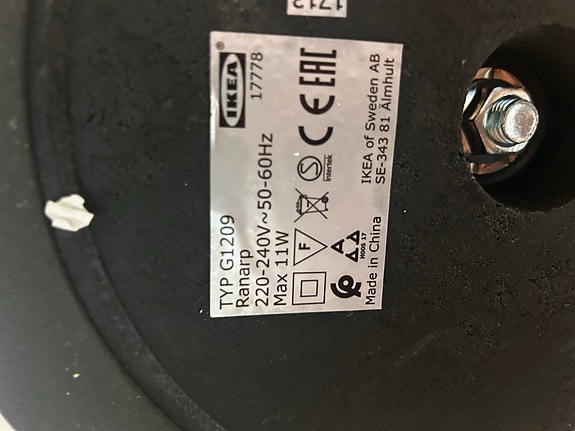 1712
IKEA
17778
TYP G1209
Ranarp
220-240V~50-60Hz
Max 11W
F
S
Intertek
CE EAC
Made in China
IKEA of Sweden AB
SE-343 81 Älmhult